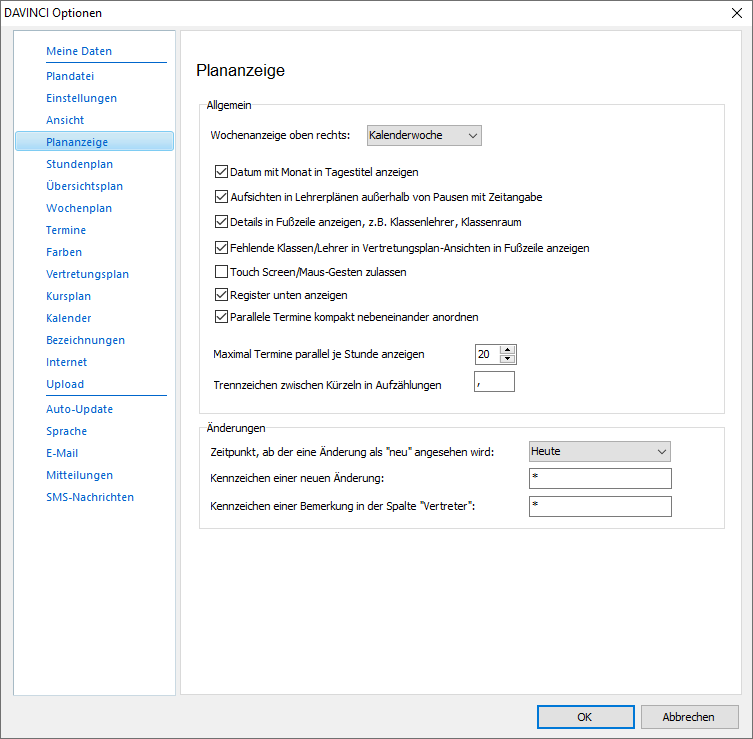 DAVINCI Optionen
Meine Daten
Plandatei
Einstellungen
Ansicht
Plananzeige
Stundenplan
Übersichtsplan
Wochenplan
Termine
Farben
Vertretungsplan
Kursplan
Kalender
Bezeichnungen
Internet
Upload
Auto-Update
Sprache
E-Mail
Mitteilungen
SMS-Nachrichten
Plananzeige
Allgemein
Wochenanzeige oben rechts: Kalenderwoche
Datum mit Monat in Tagestitel anzeigen
Aufsichten in Lehrerplänen außerhalb von Pausen mit Zeitangabe
Details in Fußzeile anzeigen, z.B. Klassenlehrer, Klassenraum
Fehlende Klassen/Lehrer in Vertretungsplan-Ansichten in Fußzeile anzeigen
Touch Screen/Maus-Gesten zulassen
Register unten anzeigen
Parallele Termine kompakt nebeneinander anordnen
Maximal Termine parallel je Stunde anzeigen 20
Trennzeichen zwischen Kürzeln in Aufzählungen ,
Änderungen
Zeitpunkt, ab der eine Änderung als "neu" angesehen wird: Heute
Kennzeichen einer neuen Änderung: *
Kennzeichen einer Bemerkung in der Spalte "Vertreter": *
OK Abbrechen